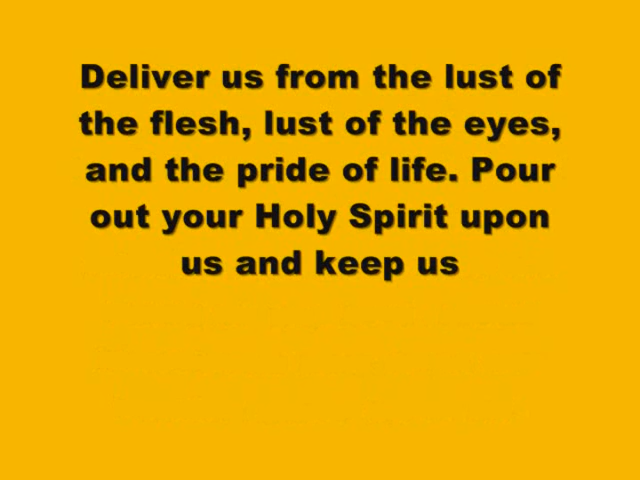 Deliver us from the lust of
the flesh, lust of the eyes,
and the pride of life. Pour
out your Holy Spirit upon
us and keep us